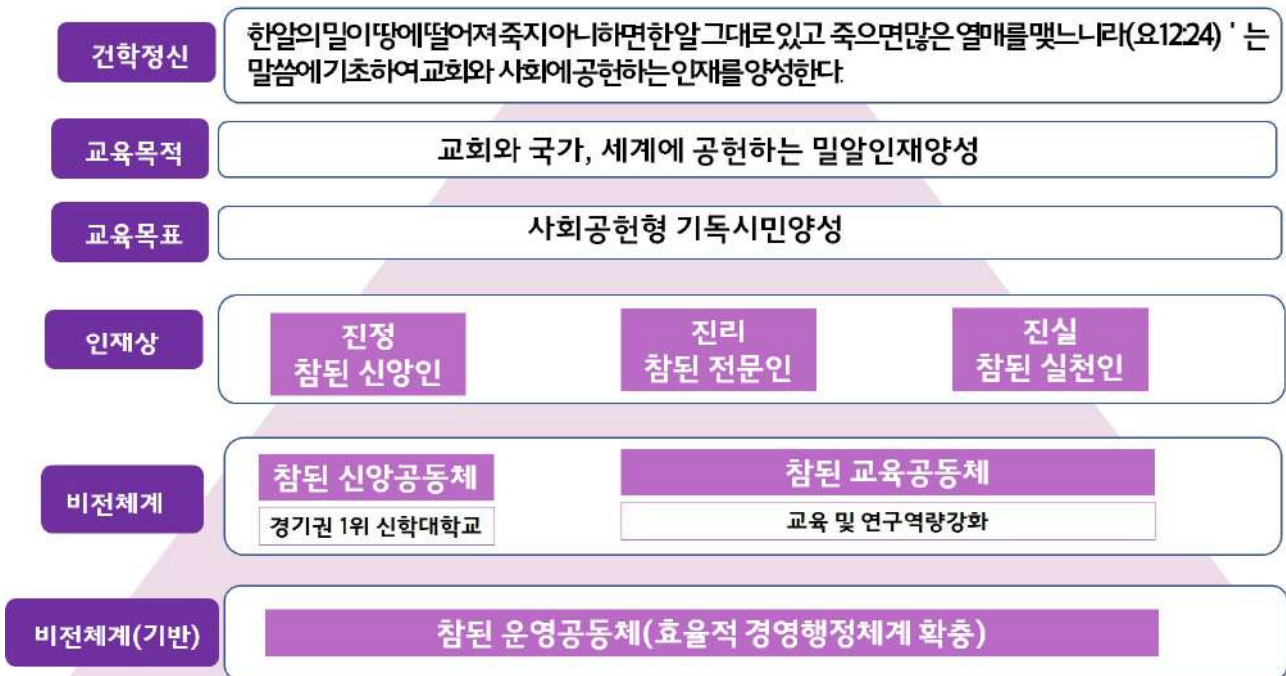 건학정신
한알의밀이땅에떨어져죽지아니하면한알그대로있고 죽으면많은열매를맺느니라(요12:24) ' 는
말씀에기초하여교회와 사회에공헌하는인재를양성한다.
교육목적
교회와 국가, 세계에 공헌하는 밀알인재양성
교육목표
사회공헌형 기독시민양성
인재상
진정
참된 신앙인
진리
참된 전문인
진실
참된 실천인
비전체계
참된 신앙공동체
경기권 1위 신학대학교
참된 교육공동체
교육 및 연구역량강화
비전체계(기반)
참된 운영공동체(효율적 경영행정체계 확충)